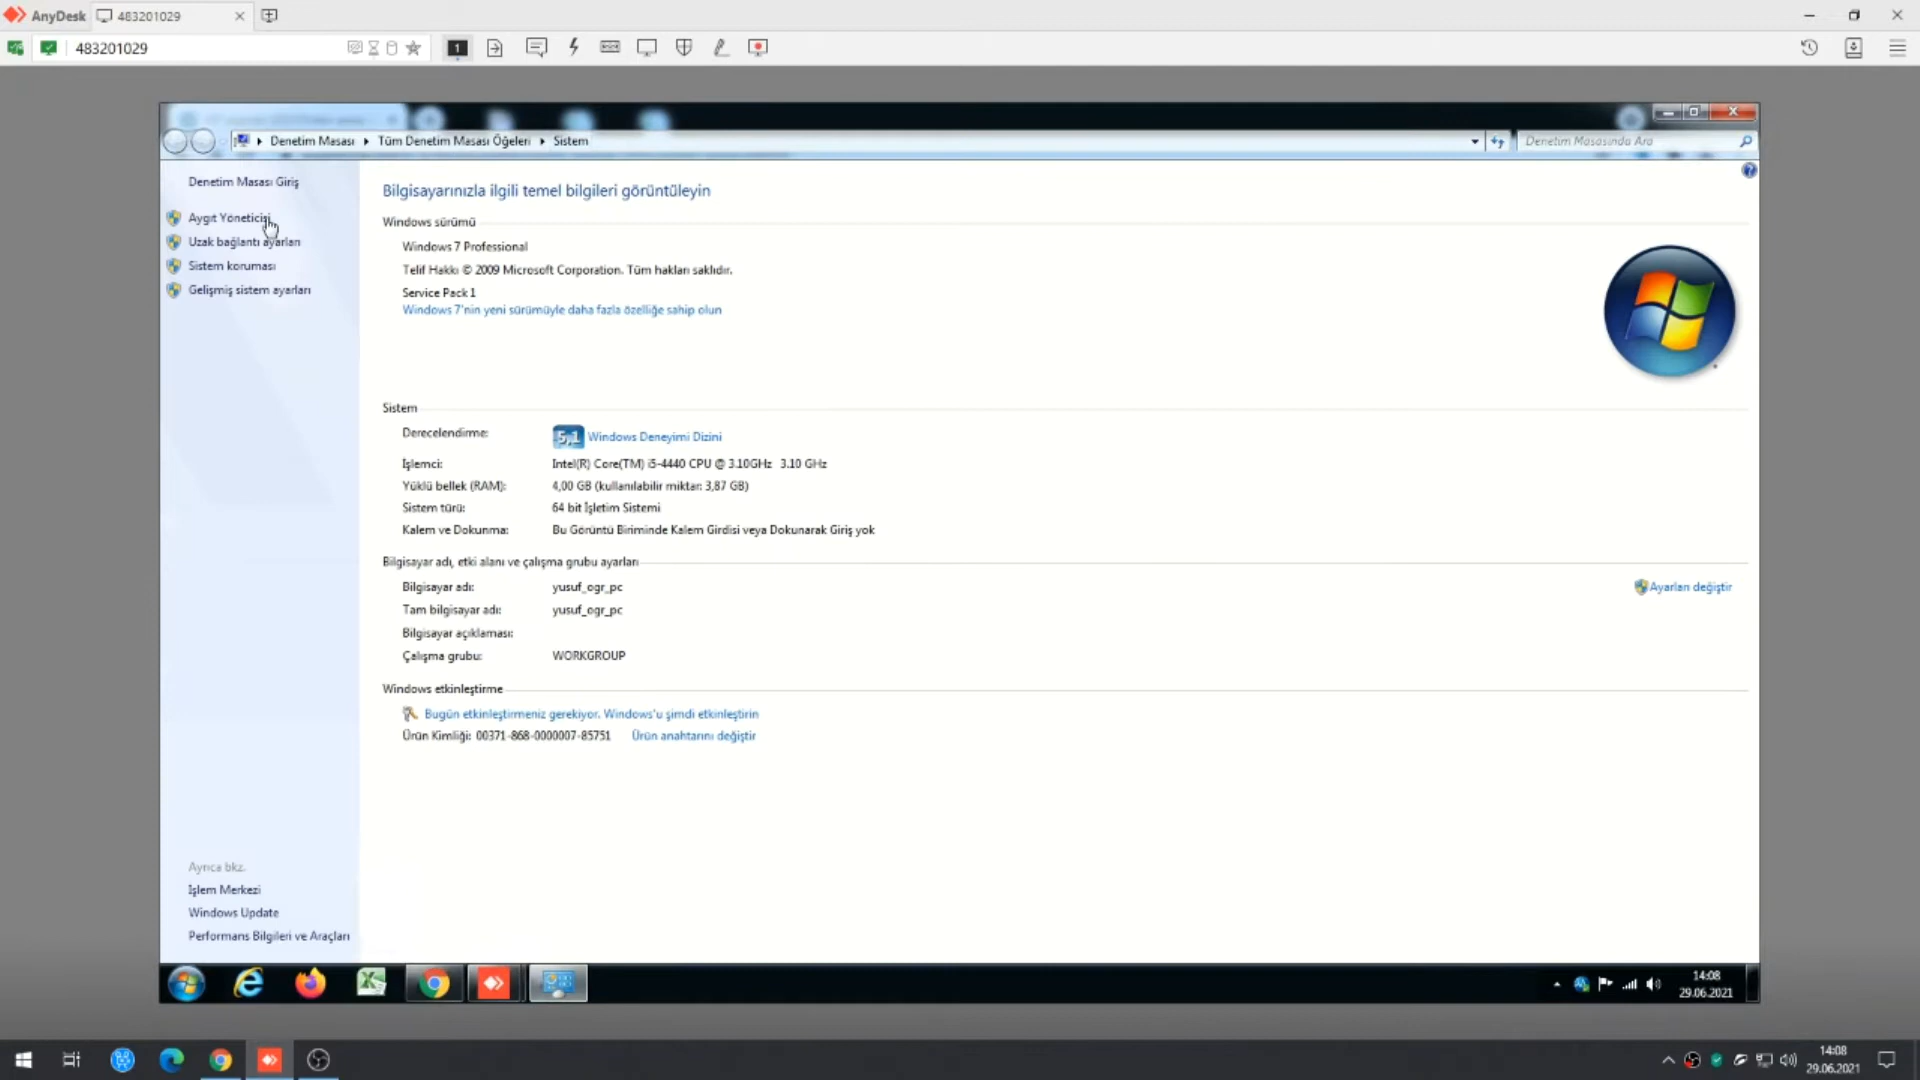 AnyDesk
483201029
483201029
1
Denetim Masası
Tüm Denetim Masası Öğeleri
Sistem
Denetim Masasında Ara
Denetim Masası Giriş
Aygıt Yöneticisi
Uzak bağlantı ayarları
Sistem koruması
Gelişmiş sistem ayarları
Bilgisayarınızla ilgili temel bilgileri görüntüleyin
Windows sürümü
Windows 7 Professional
Telif Hakkı © 2009 Microsoft Corporation. Tüm hakları saklıdır.
Service Pack 1
Windows 7'nin yeni sürümüyle daha fazla özelliğe sahip olun
Sistem
Derecelendirme:
5,1 Windows Deneyimi Dizini
İşlemci:
Intel(R) Core(TM) i5-4440 CPU @ 3.10GHz 3.10 GHz
Yüklü bellek (RAM):
4,00 GB (kullanılabilir miktar: 3,87 GB)
Sistem türü:
64 bit İşletim Sistemi
Kalem ve Dokunma:
Bu Görüntü Biriminde Kalem Girdisi veya Dokunarak Giriş yok
Bilgisayar adı, etki alanı ve çalışma grubu ayarları
Bilgisayar adı:
yusuf_ogr_pc
Ayarları değiştir
Tam bilgisayar adı:
yusuf_ogr_pc
Bilgisayar açıklaması:
Çalışma grubu:
WORKGROUP
Windows etkinleştirme
Bugün etkinleştirmeniz gerekiyor. Windows'u şimdi etkinleştirin
Ürün Kimliği: 00371-868-0000007-85751
Ürün anahtarını değiştir
Ayrıca bkz.
İşlem Merkezi
Windows Update
Performans Bilgileri ve Araçları
14:08
29.06.2021
14:08
29.06.2021